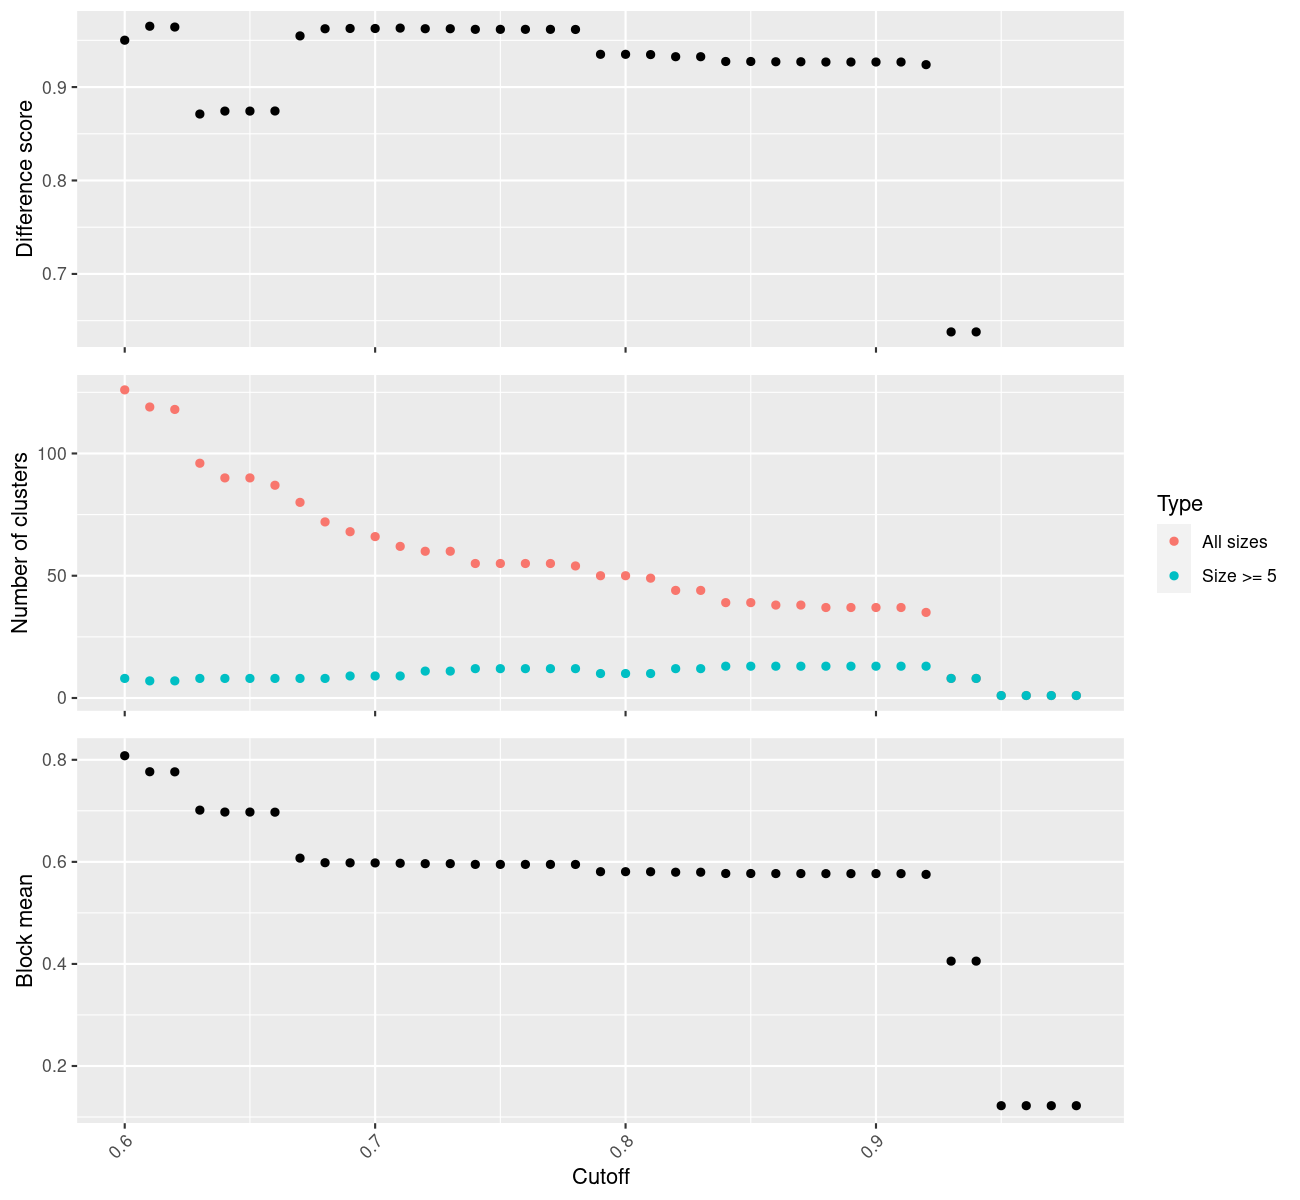 Difference score
0.9
0.8
0.7
Number of clusters
100
50
0
Type
All sizes
Size >= 5
Block mean
0.8
0.6
0.4
0.2
0.6
0.7
0.8
0.9
Cutoff